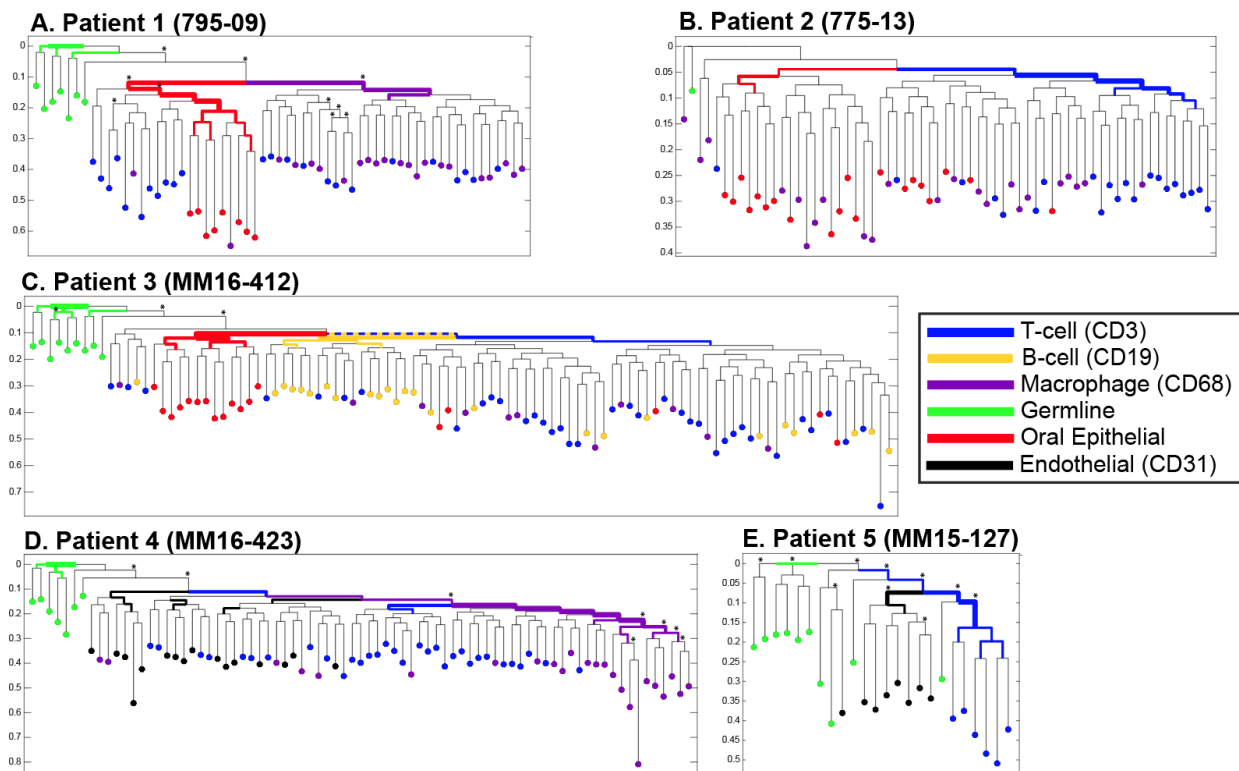 A. Patient 1 (795-09)
0
0.1
0.2
0.3
0.4
0.5
0.6
* * * * * * * * * *
B. Patient 2 (775-13)
0
0.05
0.1
0.15
0.2
0.25
0.3
0.35
0.4
C. Patient 3 (MM16-412)
0
0.1
0.2
0.3
0.4
0.5
0.6
0.7
* * *
T-cell (CD3)
B-cell (CD19)
Macrophage (CD68)
Germline
Oral Epithelial
Endothelial (CD31)
D. Patient 4 (MM16-423)
0
0.1
0.2
0.3
0.4
0.5
0.6
0.7
0.8
* * * * * * *
E. Patient 5 (MM15-127)
0
0.05
0.1
0.15
0.2
0.25
0.3
0.35
0.4
0.45
0.5
* * * * * * * *